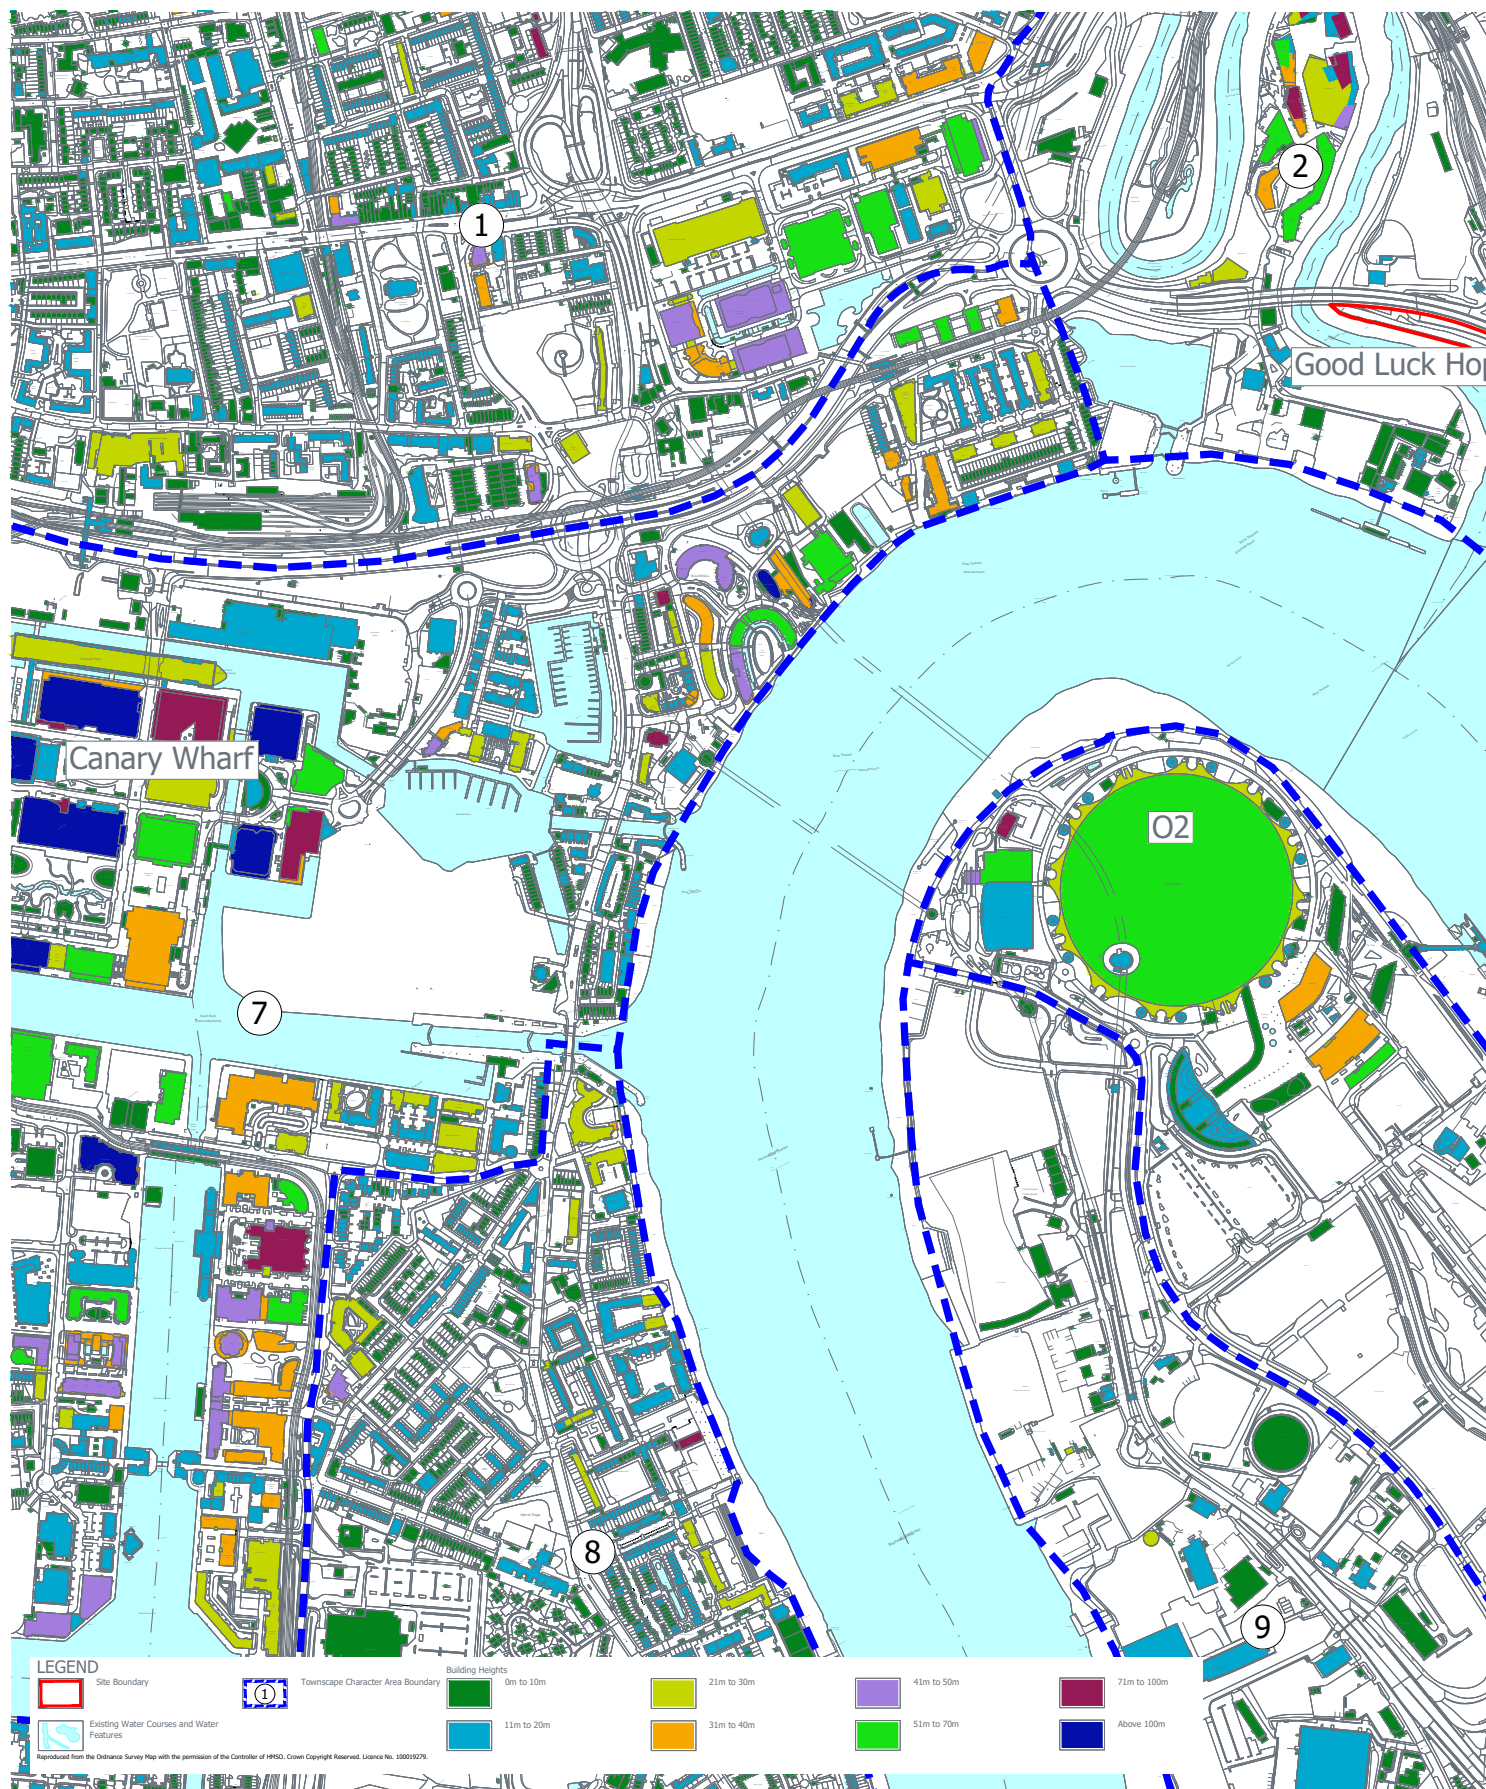 2
1
Good Luck Hop
Canary Wharf
O2
7
8
9
LEGEND
Site Boundary
Townscape Character Area Boundary
1
Existing Water Courses and Water
Features
Building Heights
0m to 10m
21m to 30m
41m to 50m
71m to 100m
11m to 20m
31m to 40m
51m to 70m
Above 100m
Reproduced from the Ordnance Survey Map with the permission of the Controller of HMSO. Crown Copyright Reserved. Licence No. 100019279.